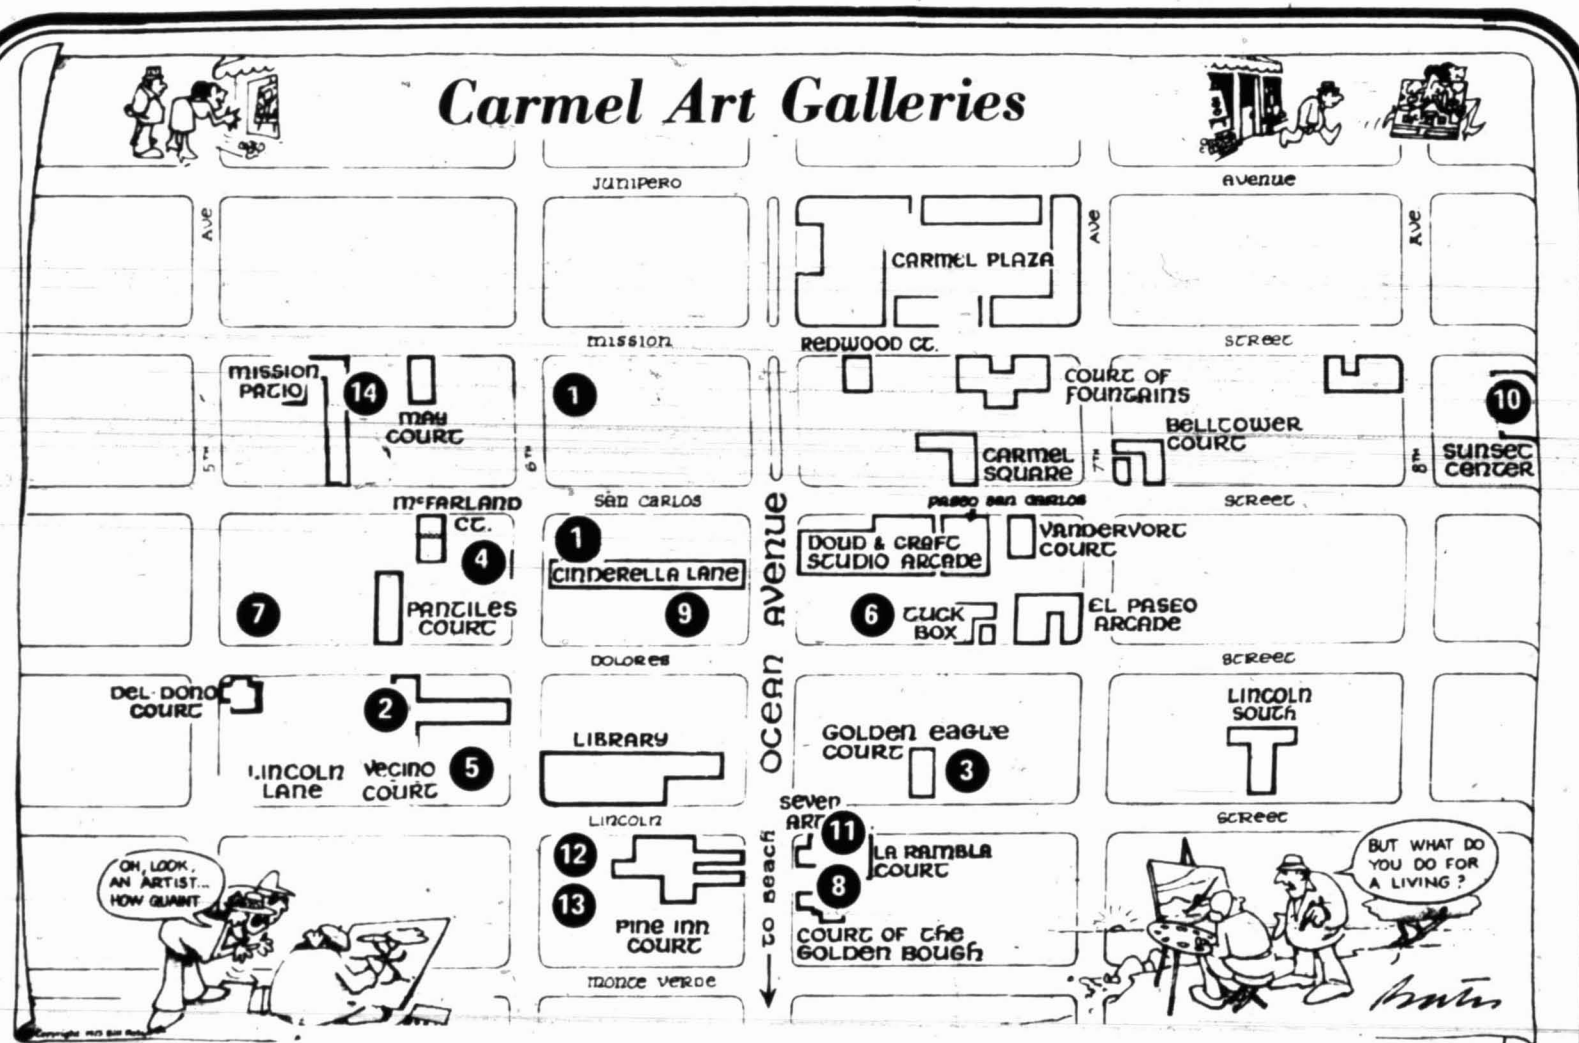 Carmel Art Galleries
JUNIPERO AVENUE
AVE
AVE
AVE
CARMEL PLAZA
MISSION STREET
REDWOOD CT.
MISSION
PATIO
14
MAY
COURT
1
COURT OF
FOUNTAINS
10
BELLTOWER
COURT
CARMEL
SQUARE
SUNSET
CENTER
5TH
6TH
7TH
8TH
SAN CARLOS STREET
McFARLAND
CT.
PASEO SAN CARLOS
4
1
CINDERELLA LANE
DOUD & CRAFT
STUDIO ARCADE
VANDERVORT
COURT
7
PANTILES
COURT
9
6
TUCK
BOX
EL PASEO
ARCADE
OCEAN AVENUE
DOLORES STREET
DEL DONO
COURT
2
LINCOLN
SOUTH
LIBRARY
GOLDEN EAGLE
COURT
3
LINCOLN
LANE
VECINO
COURT
5
LINCOLN STREET
SEVEN
ART
11
12
13
PINE INN
COURT
LA RAMBLA
COURT
8
COURT OF THE
GOLDEN BOUGH
TO BEACH
MONTE VERDE
OH, LOOK,
AN ARTIST...
HOW QUAINT
BUT WHAT DO
YOU DO FOR
A LIVING?
Bates
Copyright 1975 Bill Bates